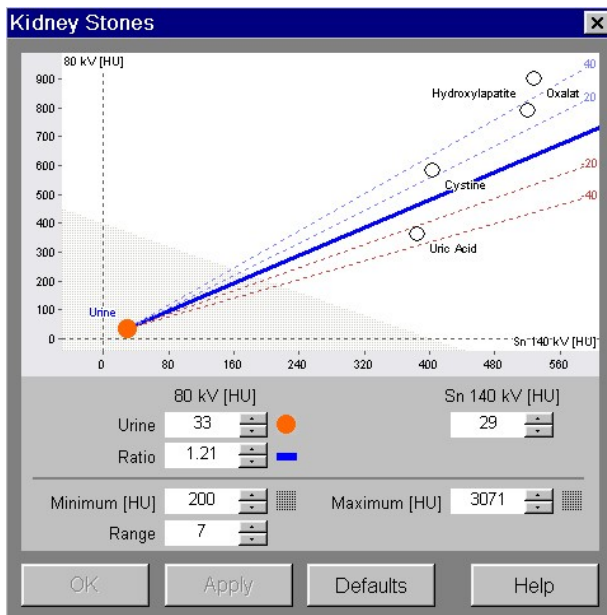 Kidney Stones
80 kV [HU]
900
800
700
600
500
400
300
200
100
0
40
20
-20
-40
Hydroxylapatite Oxalat
Cystine
Uric Acid
Urine
Sn 140 kV [HU]
0 80 160 240 320 400 480 560
80 kV [HU] Sn 140 kV [HU]
Urine 33 29
Ratio 1.21
Minimum [HU] 200 Maximum [HU] 3071
Range 7
OK Apply Defaults Help